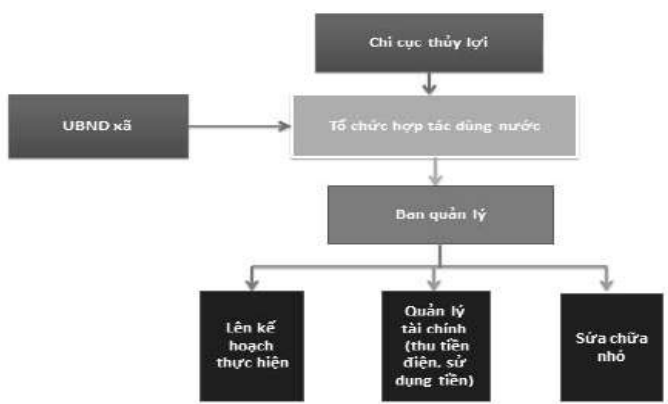 Chi cục thủy lợi
UBND xã
Tổ chức hợp tác dùng nước
Ban quản lý
Lên kế
hoạch
thực hiện
Quản lý
tài chính
(thu tiền
điện. sử
dụng tiền)
Sửa chữa
nhỏ